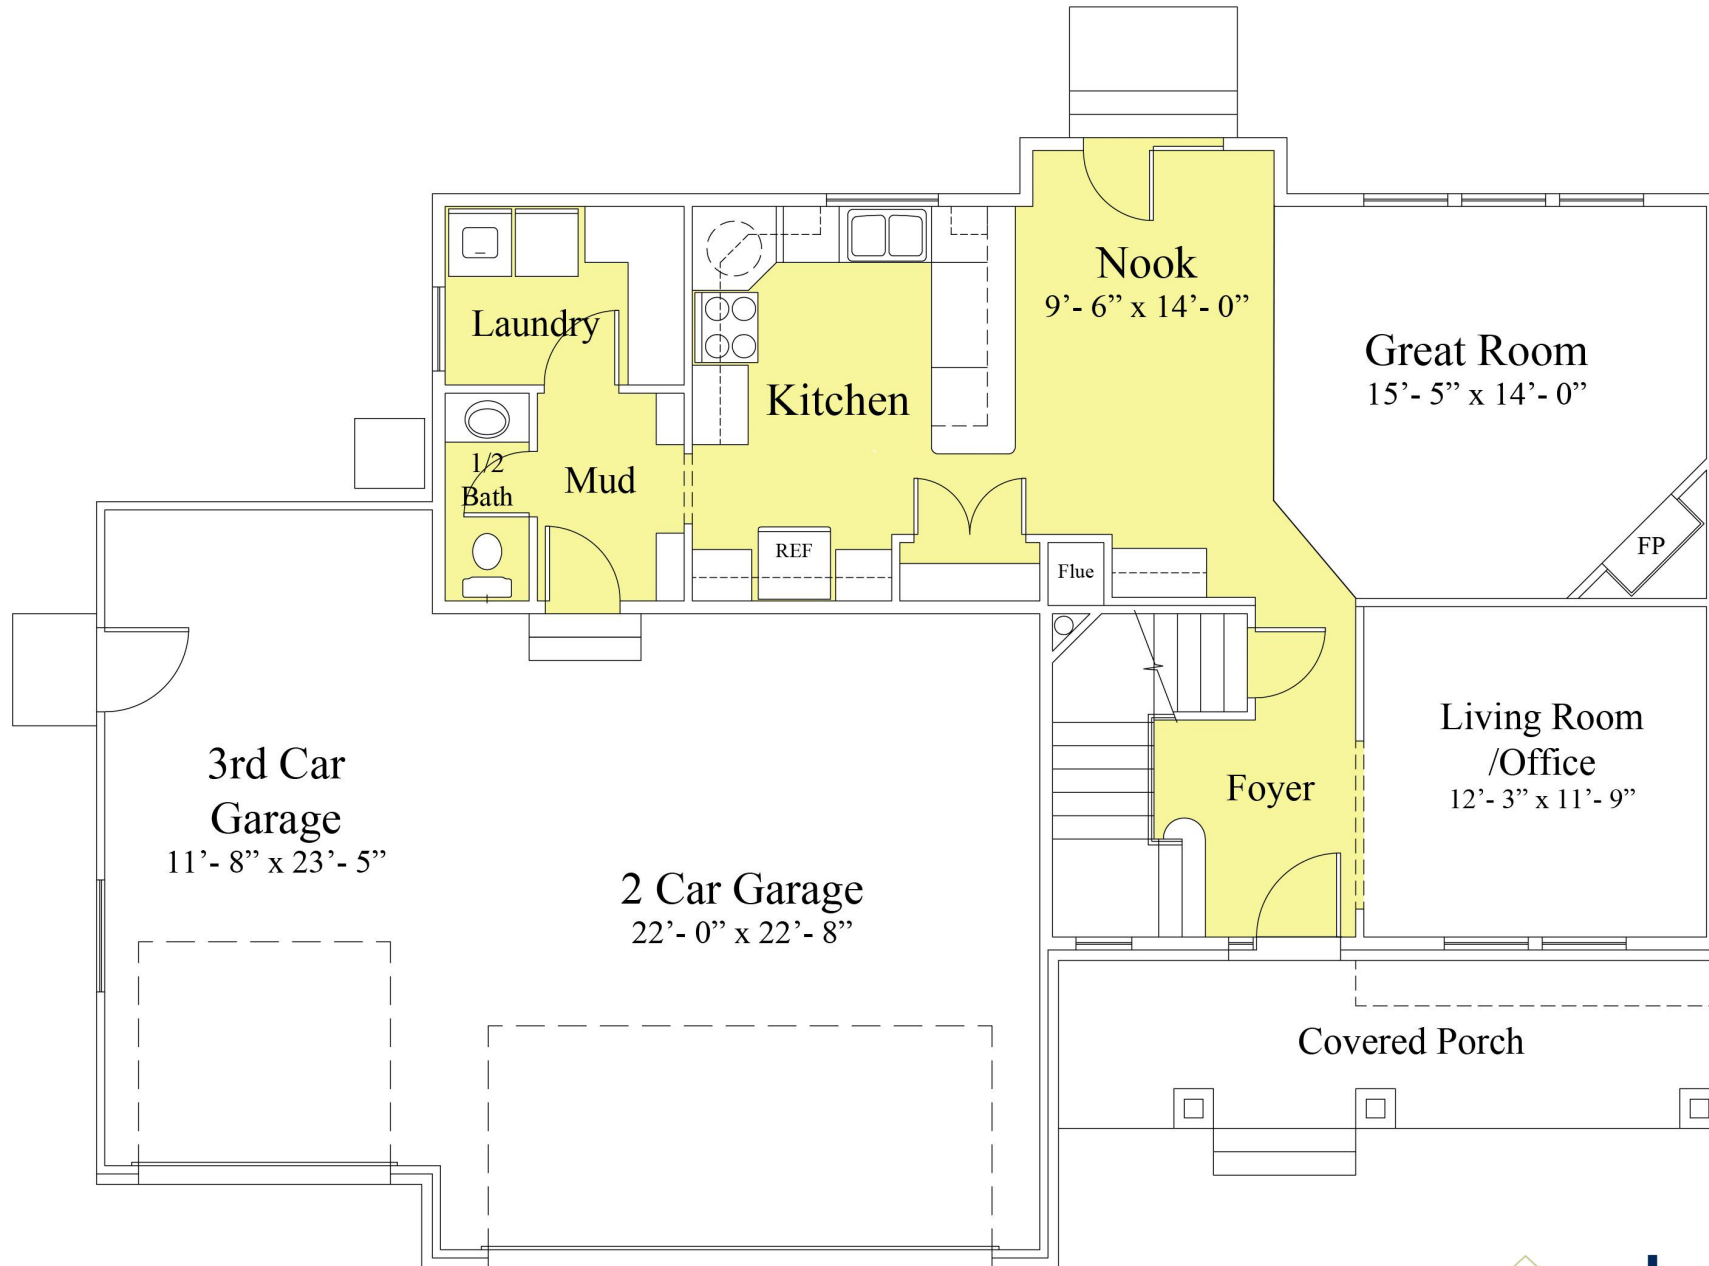 Nook
9’- 6” x 14’- 0”
Laundry
Great Room
15’- 5” x 14’- 0”
Kitchen
1/2
Bath
Mud
REF
Flue
FP
3rd Car
Garage
11’- 8” x 23’- 5”
2 Car Garage
22’- 0” x 22’- 8”
Foyer
Living Room
/Office
12’- 3” x 11’- 9”
Covered Porch